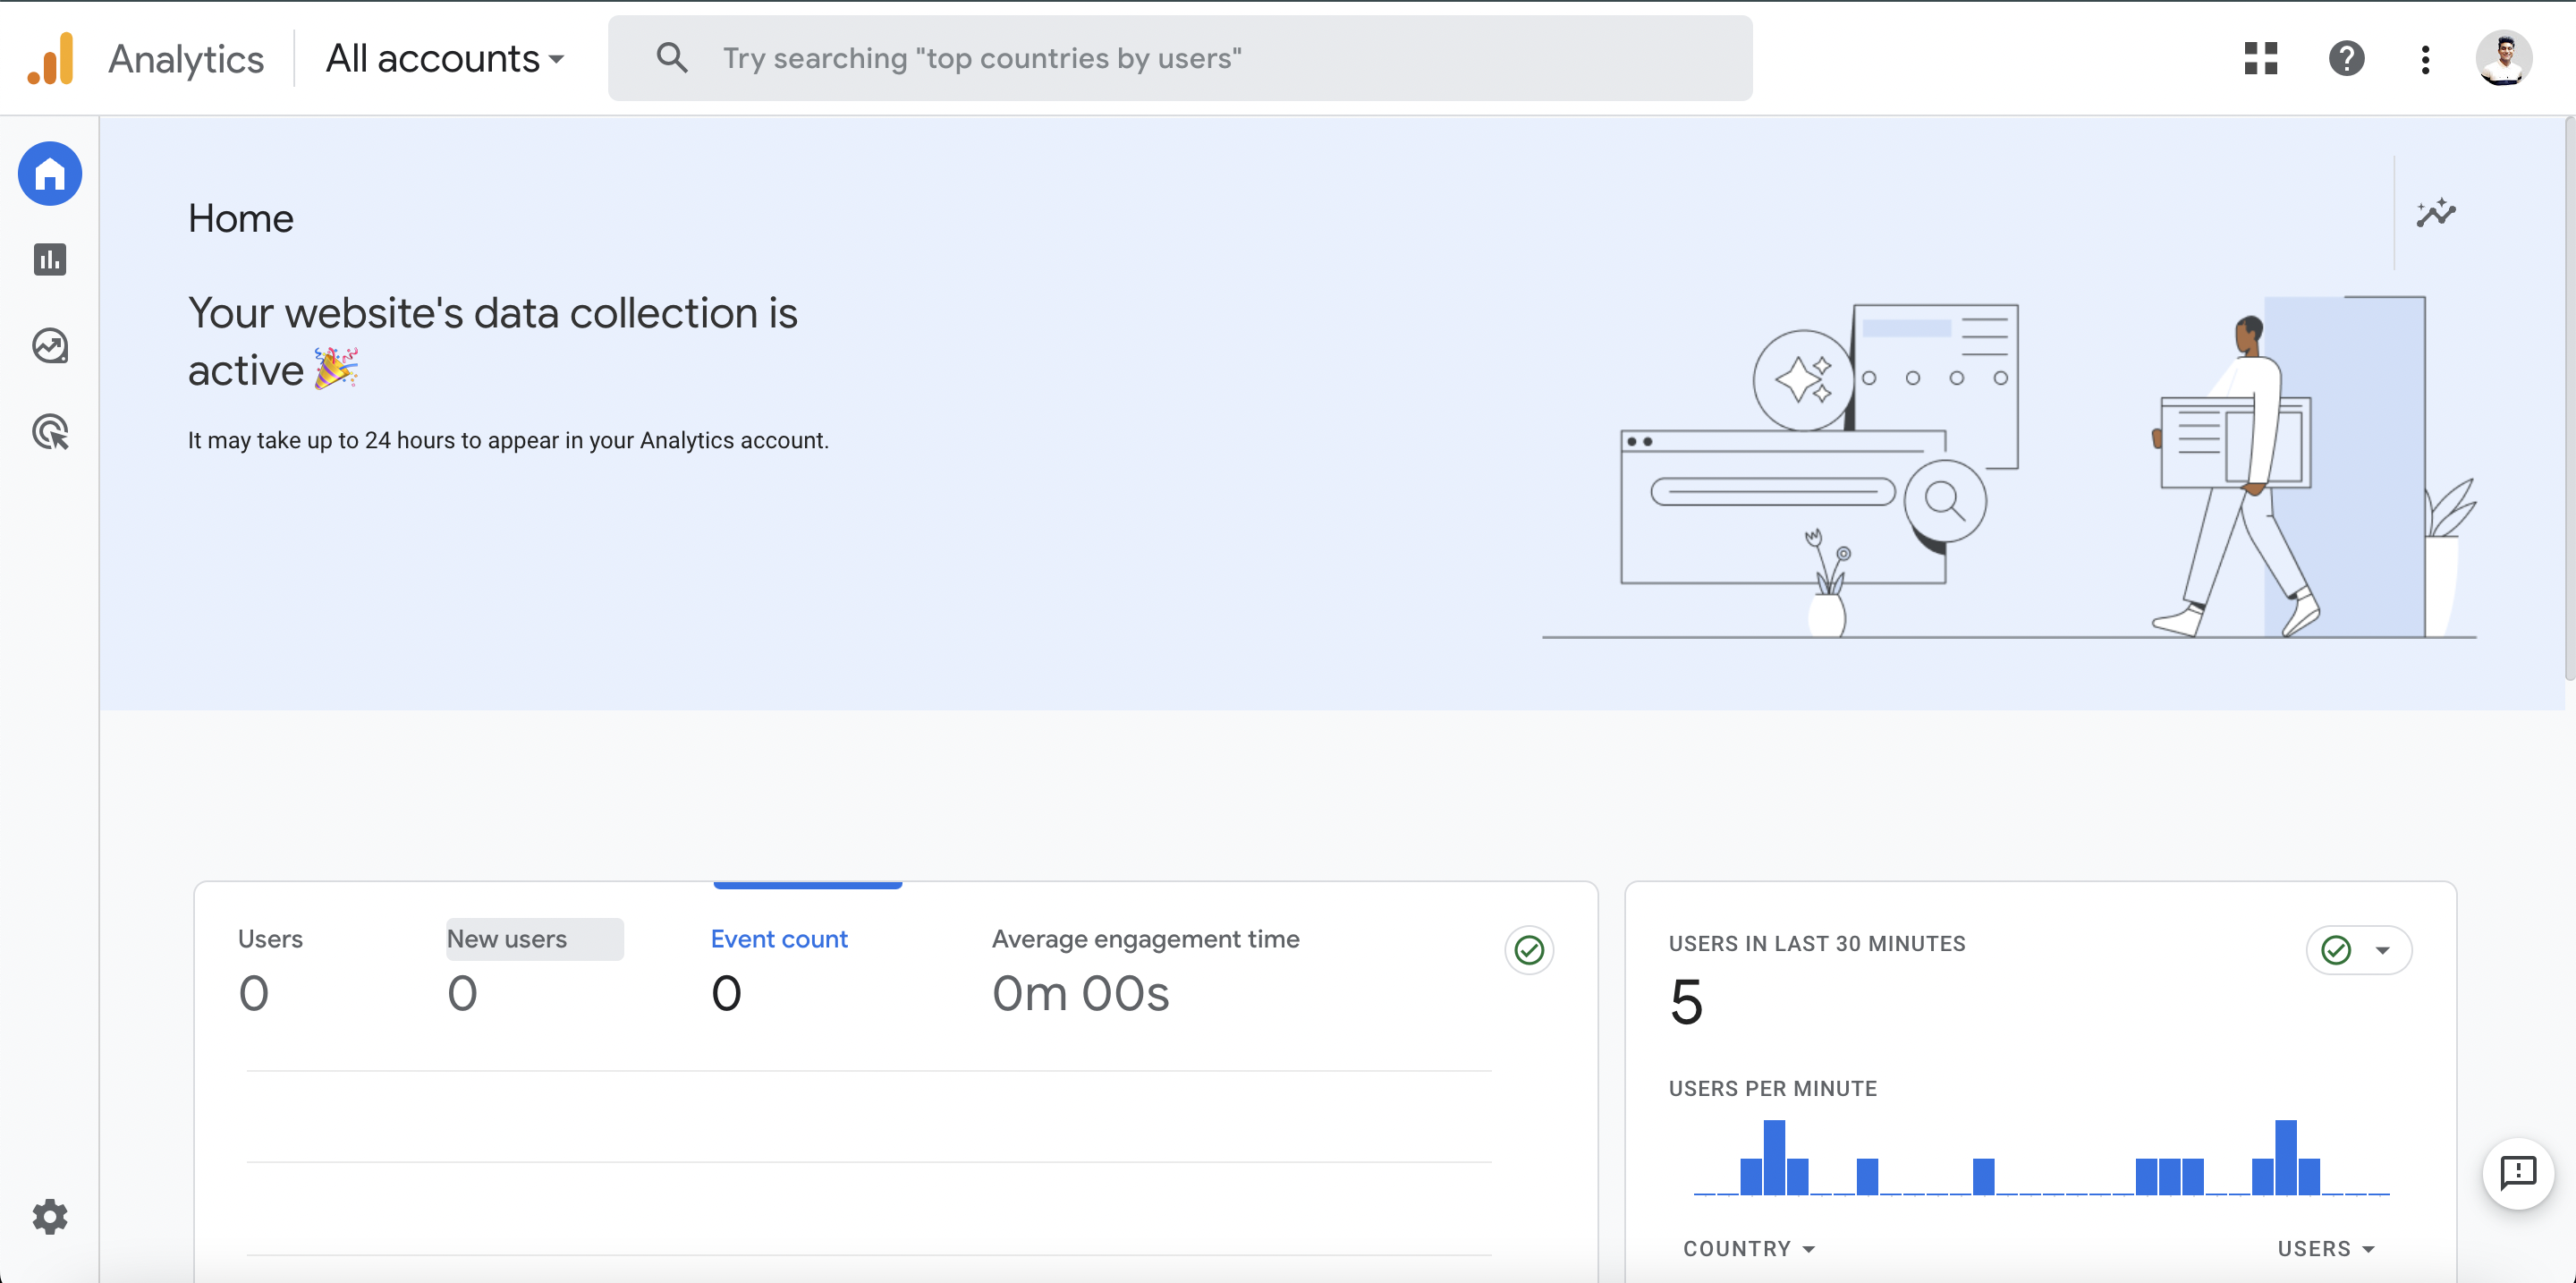 Analytics
All accounts
Try searching "top countries by users"
Home
Your website's data collection is
active 🎉
It may take up to 24 hours to appear in your Analytics account.
Users
0
New users
0
Event count
0
Average engagement time
0m 00s
USERS IN LAST 30 MINUTES
5
USERS PER MINUTE
COUNTRY
USERS